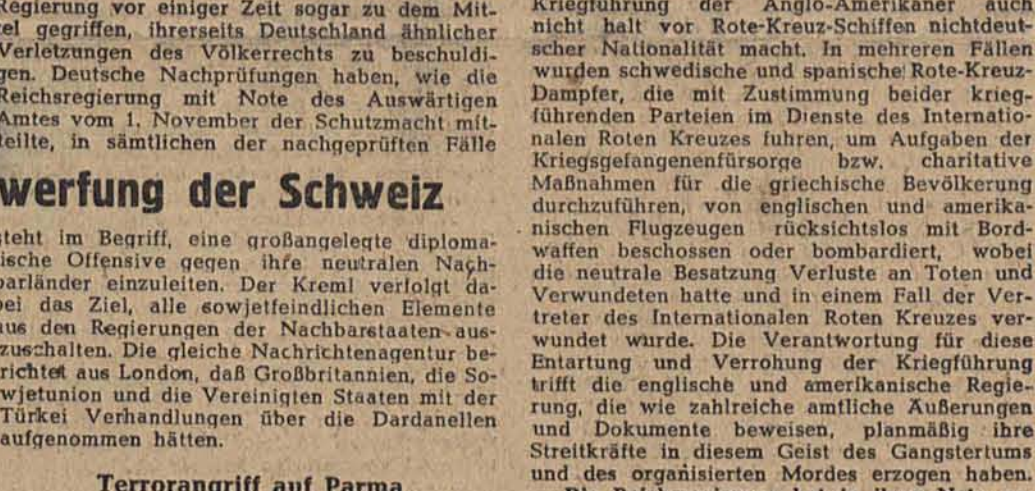 Regierung vor einiger Zeit sogar zu dem Mit-
tel gegriffen, ihrerseits Deutschland ähnlicher
Verletzungen des Völkerrechts zu beschuldi-
gen. Deutsche Nachprüfungen haben, wie die
Reichsregierung mit Note des Auswärtigen
Amtes vom 1. November der Schutzmacht mit-
teilte, in sämtlichen der nachgeprüften Fälle
werfung der Schweiz
steht im Begriff, eine großangelegte diploma-
ische Offensive gegen ihre neutralen Nach-
barländer einzuleiten. Der Kreml verfolgt da-
bei das Ziel, alle sowjetfeindlichen Elemente
aus den Regierungen der Nachbarstaaten aus-
zuschalten. Die gleiche Nachrichtenagentur be-
richtet aus London, daß Großbritannien, die So-
wjetunion und die Vereinigten Staaten mit der
Türkei Verhandlungen über die Dardanellen
aufgenommen hätten.
Terrorangriff auf Parma
Kriegführung der Anglo-Amerikaner auch
nicht halt vor Rote-Kreuz-Schiffen nichtdeut-
scher Nationalität macht. In mehreren Fällen
wurden schwedische und spanische Rote-Kreuz-
Dampfer, die mit Zustimmung beider krieg-
führenden Parteien im Dienste des Internatio-
nalen Roten Kreuzes fuhren, um Aufgaben der
Kriegsgefangenenfürsorge bzw. charitative
Maßnahmen für die griechische Bevölkerung
durchzuführen, von englischen und amerika-
nischen Flugzeugen rücksichtslos mit Bord-
waffen beschossen oder bombardiert, wobei
die neutrale Besatzung Verluste an Toten und
Verwundeten hatte und in einem Fall der Ver-
treter des Internationalen Roten Kreuzes ver-
wundet wurde. Die Verantwortung für diese
Entartung und Verrohung der Kriegführung
trifft die englische und amerikanische Regie-
rung, die wie zahlreiche amtliche Äußerungen
und Dokumente beweisen, planmäßig ihre
Streitkräfte in diesem Geist des Gangstertums
und des organisierten Mordes erzogen haben.